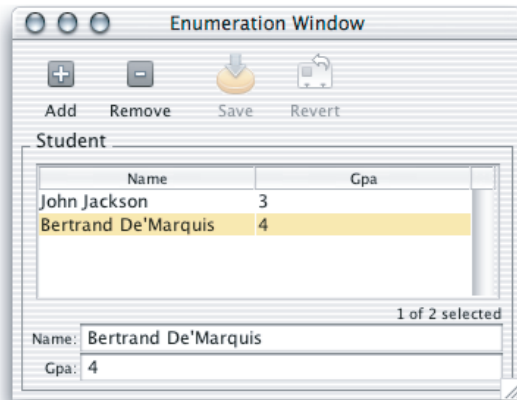 Enumeration Window
Add Remove Save Revert
Student
Name Gpa
John Jackson 3
Bertrand De'Marquis 4
1 of 2 selected
Name: Bertrand De'Marquis
Gpa: 4